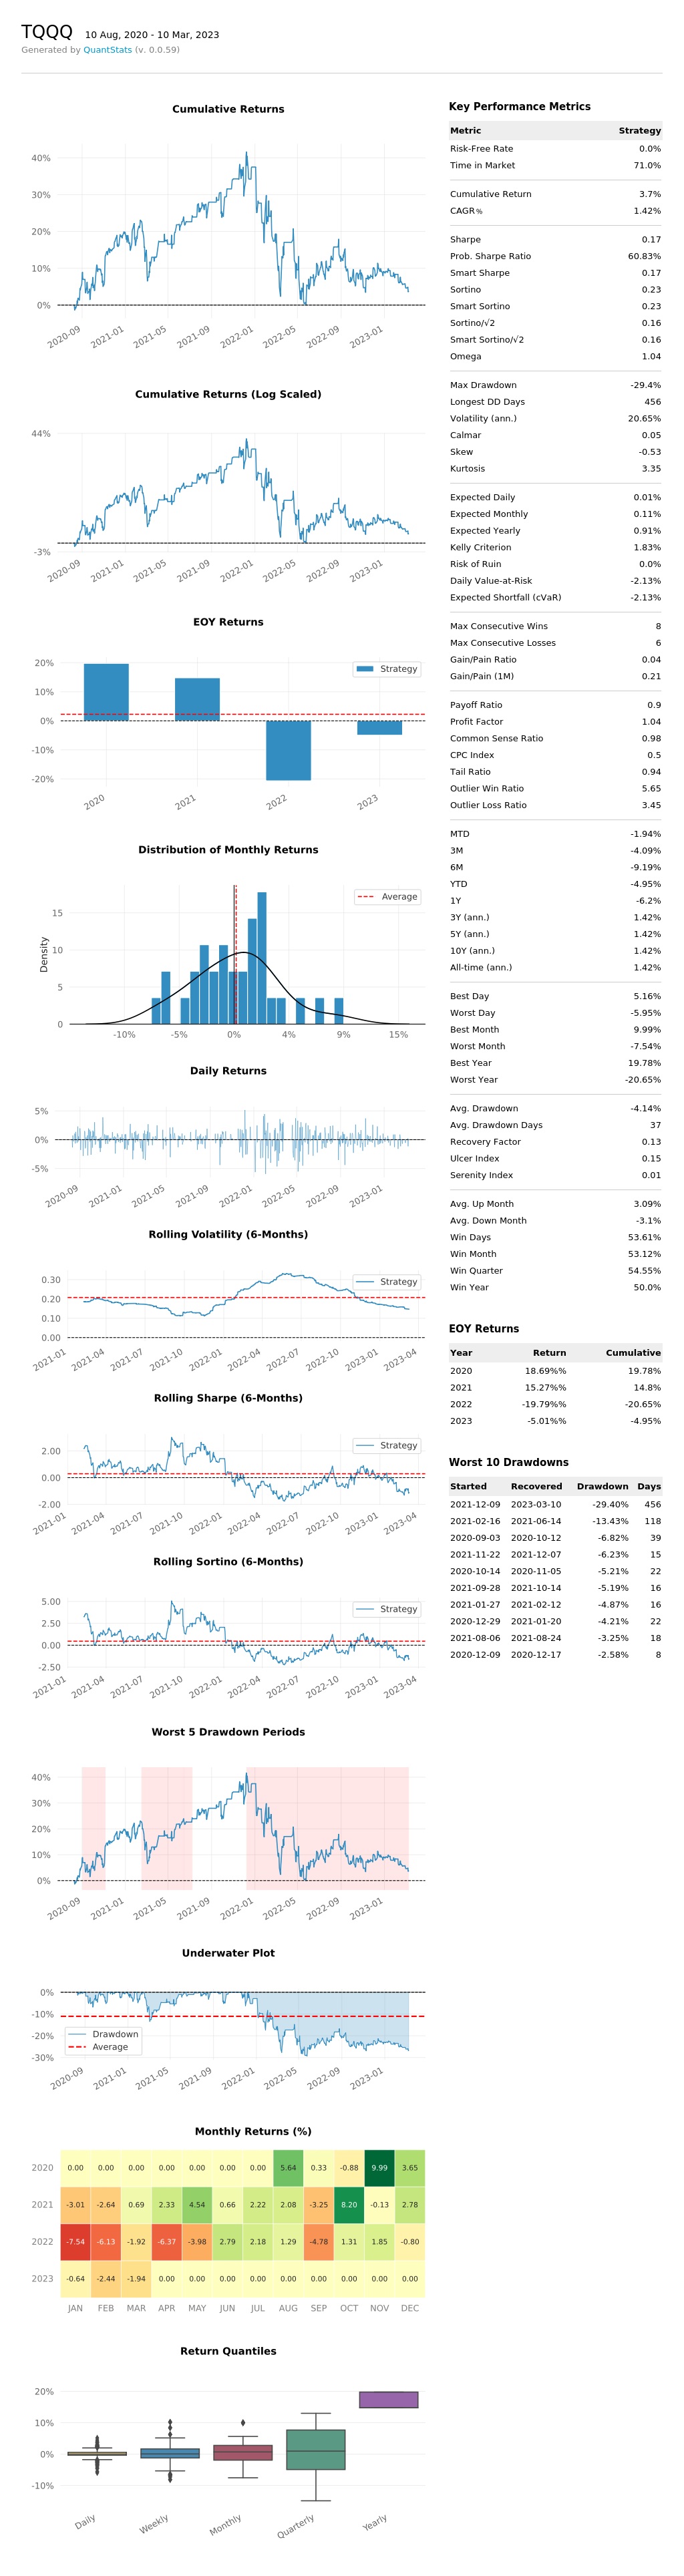 TQQQ 10 Aug, 2020 - 10 Mar, 2023
Generated by QuantStats (v. 0.0.59)
Cumulative Returns
40%
30%
20%
10%
0%
2020-09 2021-01 2021-05 2021-09 2022-01 2022-05 2022-09 2023-01
Cumulative Returns (Log Scaled)
44%
-3%
2020-09 2021-01 2021-05 2021-09 2022-01 2022-05 2022-09 2023-01
EOY Returns
Strategy
20%
10%
0%
-10%
-20%
2020 2021 2022 2023
Distribution of Monthly Returns
Average
Density
15
10
5
0
-10% -5% 0% 4% 9% 15%
Daily Returns
5%
0%
-5%
2020-09 2021-01 2021-05 2021-09 2022-01 2022-05 2022-09 2023-01
Rolling Volatility (6-Months)
Strategy
0.30
0.20
0.10
0.00
2021-01 2021-04 2021-07 2021-10 2022-01 2022-04 2022-07 2022-10 2023-01 2023-04
Rolling Sharpe (6-Months)
Strategy
2.00
0.00
-2.00
2021-01 2021-04 2021-07 2021-10 2022-01 2022-04 2022-07 2022-10 2023-01 2023-04
Rolling Sortino (6-Months)
Strategy
5.00
2.50
0.00
-2.50
2021-01 2021-04 2021-07 2021-10 2022-01 2022-04 2022-07 2022-10 2023-01 2023-04
Worst 5 Drawdown Periods
40%
30%
20%
10%
0%
2020-09 2021-01 2021-05 2021-09 2022-01 2022-05 2022-09 2023-01
Underwater Plot
0%
-10%
-20%
-30%
Drawdown
Average
2020-09 2021-01 2021-05 2021-09 2022-01 2022-05 2022-09 2023-01
Monthly Returns (%)
2020 0.00 0.00 0.00 0.00 0.00 0.00 0.00 5.64 0.33 -0.88 9.99 3.65
2021 -3.01 -2.64 0.69 2.33 4.54 0.66 2.22 2.08 -3.25 8.20 -0.13 2.78
2022 -7.54 -6.13 -1.92 -6.37 -3.98 2.79 2.18 1.29 -4.78 1.31 1.85 -0.80
2023 -0.64 -2.44 -1.94 0.00 0.00 0.00 0.00 0.00 0.00 0.00 0.00 0.00
JAN FEB MAR APR MAY JUN JUL AUG SEP OCT NOV DEC
Return Quantiles
20%
10%
0%
-10%
Daily Weekly Monthly Quarterly Yearly
Key Performance Metrics
Metric Strategy
Risk-Free Rate 0.0%
Time in Market 71.0%
Cumulative Return 3.7%
CAGR﹪ 1.42%
Sharpe 0.17
Prob. Sharpe Ratio 60.83%
Smart Sharpe 0.17
Sortino 0.23
Smart Sortino 0.23
Sortino/√2 0.16
Smart Sortino/√2 0.16
Omega 1.04
Max Drawdown -29.4%
Longest DD Days 456
Volatility (ann.) 20.65%
Calmar 0.05
Skew -0.53
Kurtosis 3.35
Expected Daily 0.01%
Expected Monthly 0.11%
Expected Yearly 0.91%
Kelly Criterion 1.83%
Risk of Ruin 0.0%
Daily Value-at-Risk -2.13%
Expected Shortfall (cVaR) -2.13%
Max Consecutive Wins 8
Max Consecutive Losses 6
Gain/Pain Ratio 0.04
Gain/Pain (1M) 0.21
Payoff Ratio 0.9
Profit Factor 1.04
Common Sense Ratio 0.98
CPC Index 0.5
Tail Ratio 0.94
Outlier Win Ratio 5.65
Outlier Loss Ratio 3.45
MTD -1.94%
3M -4.09%
6M -9.19%
YTD -4.95%
1Y -6.2%
3Y (ann.) 1.42%
5Y (ann.) 1.42%
10Y (ann.) 1.42%
All-time (ann.) 1.42%
Best Day 5.16%
Worst Day -5.95%
Best Month 9.99%
Worst Month -7.54%
Best Year 19.78%
Worst Year -20.65%
Avg. Drawdown -4.14%
Avg. Drawdown Days 37
Recovery Factor 0.13
Ulcer Index 0.15
Serenity Index 0.01
Avg. Up Month 3.09%
Avg. Down Month -3.1%
Win Days 53.61%
Win Month 53.12%
Win Quarter 54.55%
Win Year 50.0%
EOY Returns
Year Return Cumulative
2020 18.69%% 19.78%
2021 15.27%% 14.8%
2022 -19.79%% -20.65%
2023 -5.01%% -4.95%
Worst 10 Drawdowns
Started Recovered Drawdown Days
2021-12-09 2023-03-10 -29.40% 456
2021-02-16 2021-06-14 -13.43% 118
2020-09-03 2020-10-12 -6.82% 39
2021-11-22 2021-12-07 -6.23% 15
2020-10-14 2020-11-05 -5.21% 22
2021-09-28 2021-10-14 -5.19% 16
2021-01-27 2021-02-12 -4.87% 16
2020-12-29 2021-01-20 -4.21% 22
2021-08-06 2021-08-24 -3.25% 18
2020-12-09 2020-12-17 -2.58% 8